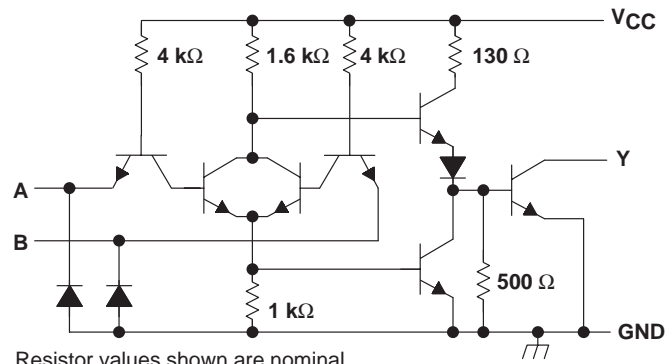 VCC
4 kΩ 1.6 kΩ 4 kΩ 130 Ω
Y
A
B
500 Ω
1 kΩ
GND
Resistor values shown are nominal